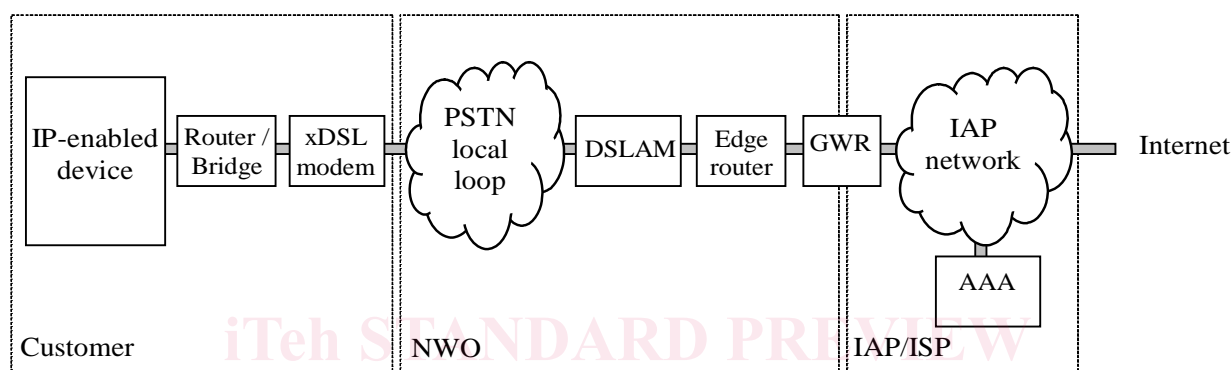 IP-enabled
device
Router /
Bridge
xDSL
modem
PSTN
local
loop
DSLAM
Edge
router
GWR
IAP
network
Internet
AAA
Customer
NWO
IAP/ISP
iTeh STANDARD PREVIEW